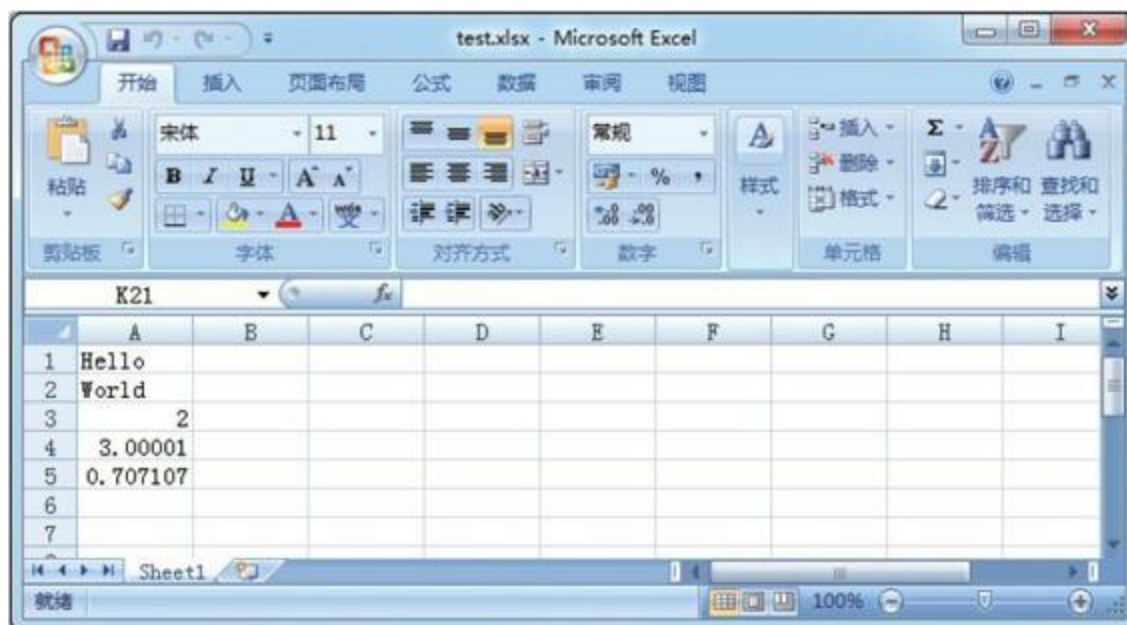 test.xlsx - Microsoft Excel
开始 插入 页面布局 公式 数据 审阅 视图
宋体 11 常规 Σ 插入
B I U A A % , 删除
粘贴 A 样式 格式 排序和筛选 查找和选择
剪贴板 字体 对齐方式 数字 单元格 编辑
K21 fx
A B C D E F G H I
1 Hello
2 World
3 2
4 3.00001
5 0.707107
6
7
Sheet1
就绪 100%